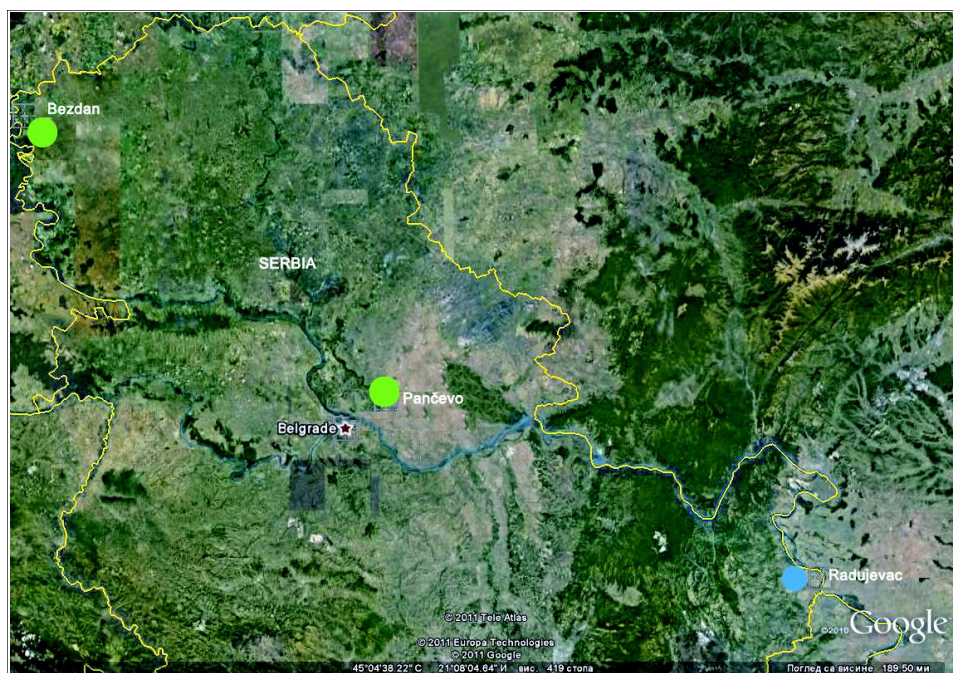 Bezdan
SERBIA
Pančevo
Belgrade
Radujevac
© 2011 Tele Atlas
©2010 Google
© 2011 Europa Technologies
© 2011 Google
45°04'38.22" С 21°08'04.64" И вис. 419 стопа Поглед са висине 189.50 ми